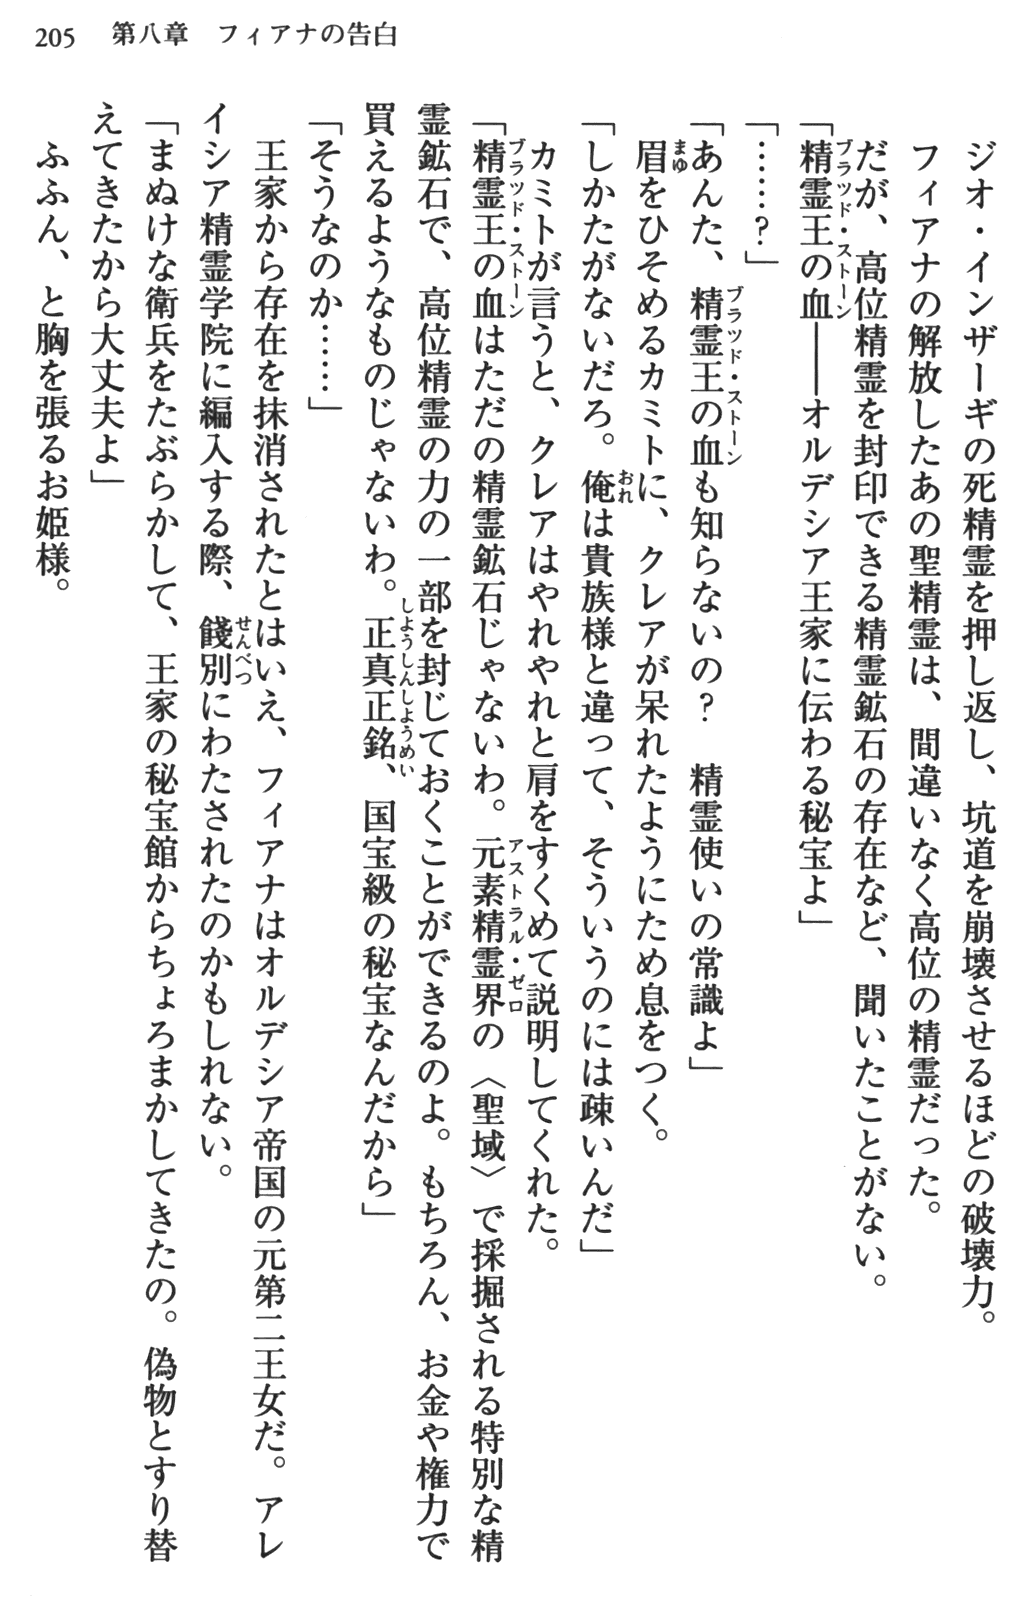 205　第八章　フィアナの告白
　ジオ・インザーギの死精霊を押し返し、坑道を崩壊させるほどの破壊力。
　フィアナの解放したあの聖精霊は、間違いなく高位の精霊だった。
　だが、高位精霊を封印できる精霊鉱石の存在など、聞いたことがない。
「精霊王の血――オルデシア王家に伝わる秘宝よ」
ブラッド・ストーン
「……？」
「あんた、精霊王の血も知らないの？　精霊使いの常識よ」
ブラッド・ストーン
　眉をひそめるカミトに、クレアが呆れたようにため息をつく。
まゆ
「しかたがないだろ。俺は貴族様と違って、そういうのには疎いんだ」
おれ
　カミトが言うと、クレアはやれやれと肩をすくめて説明してくれた。
「精霊王の血はただの精霊鉱石じゃないわ。元素精霊界の〈聖域〉で採掘される特別な精
ブラッド・ストーン
アストラル・ゼロ
霊鉱石で、高位精霊の力の一部を封じておくことができるのよ。もちろん、お金や権力で
買えるようなものじゃないわ。正真正銘、国宝級の秘宝なんだから」
しようしんしようめい
「そうなのか……」
　王家から存在を抹消されたとはいえ、フィアナはオルデシア帝国の元第二王女だ。アレ
イシア精霊学院に編入する際、餞別にわたされたのかもしれない。
せんべつ
「まぬけな衛兵をたぶらかして、王家の秘宝館からちょろまかしてきたの。偽物とすり替
えてきたから大丈夫よ」
　ふふん、と胸を張るお姫様。